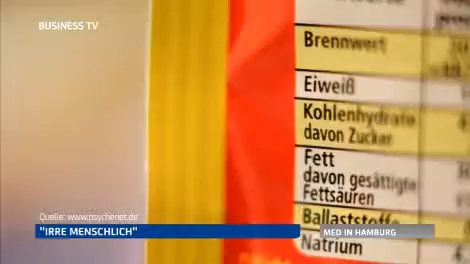 BUSINESS TV
Brennwert
Eiweiß
Kohlenhydrate
davon Zucker
Fett
davon gesättigte
Fettsäuren
Ballaststoffe
Natrium
Quelle: www.psychenet.de
"IRRE MENSCHLICH"
MED IN HAMBURG